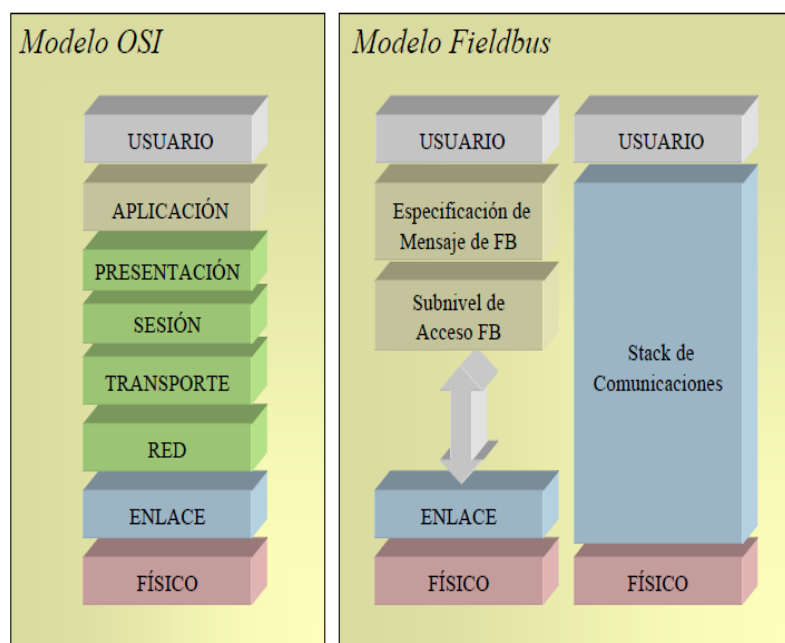 Modelo OSI
USUARIO
APLICACIÓN
PRESENTACIÓN
SESIÓN
TRANSPORTE
RED
ENLACE
FÍSICO
Modelo Fieldbus
USUARIO
Especificación de
Mensaje de FB
Subnivel de
Acceso FB
ENLACE
FÍSICO
USUARIO
Stack de
Comunicaciones
FÍSICO